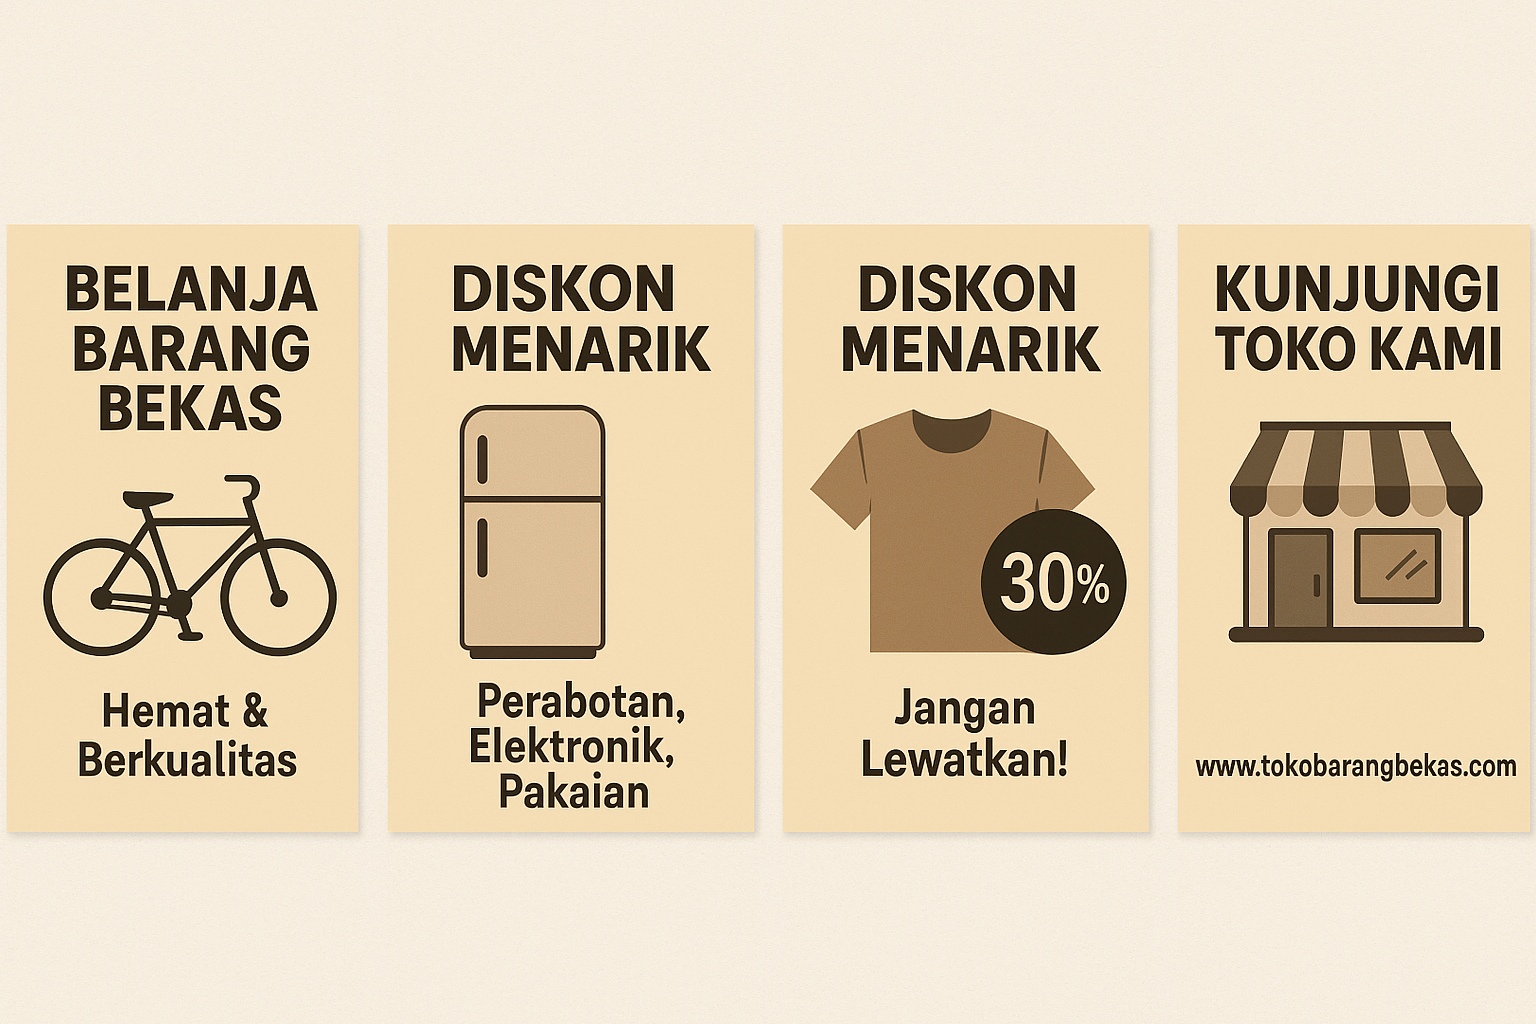 BELANJA
BARANG
BEKAS
Hemat &
Berkualitas
DISKON
MENARIK
Perabotan,
Elektronik,
Pakaian
DISKON
MENARIK
30%
Jangan
Lewatkan!
KUNJUNGI
TOKO KAMI
www.tokobarangbekas.com